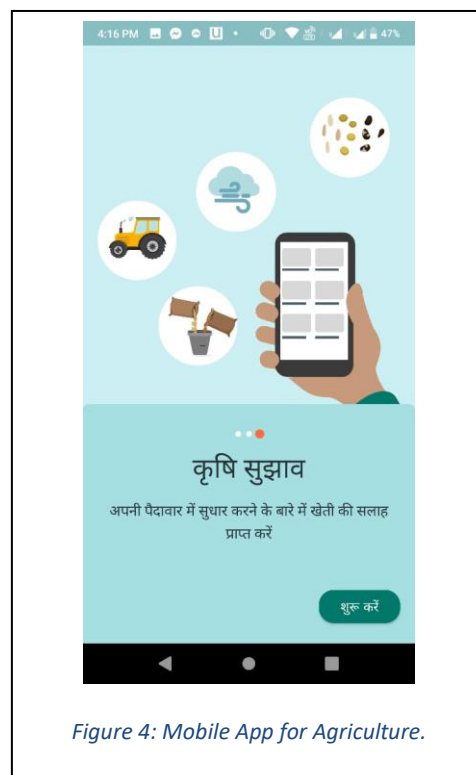 4:16 PM
47%
कृषि सुझाव
अपनी पैदावार में सुधार करने के बारे में खेती की सलाह
प्राप्त करें
शुरू करें
Figure 4: Mobile App for Agriculture.